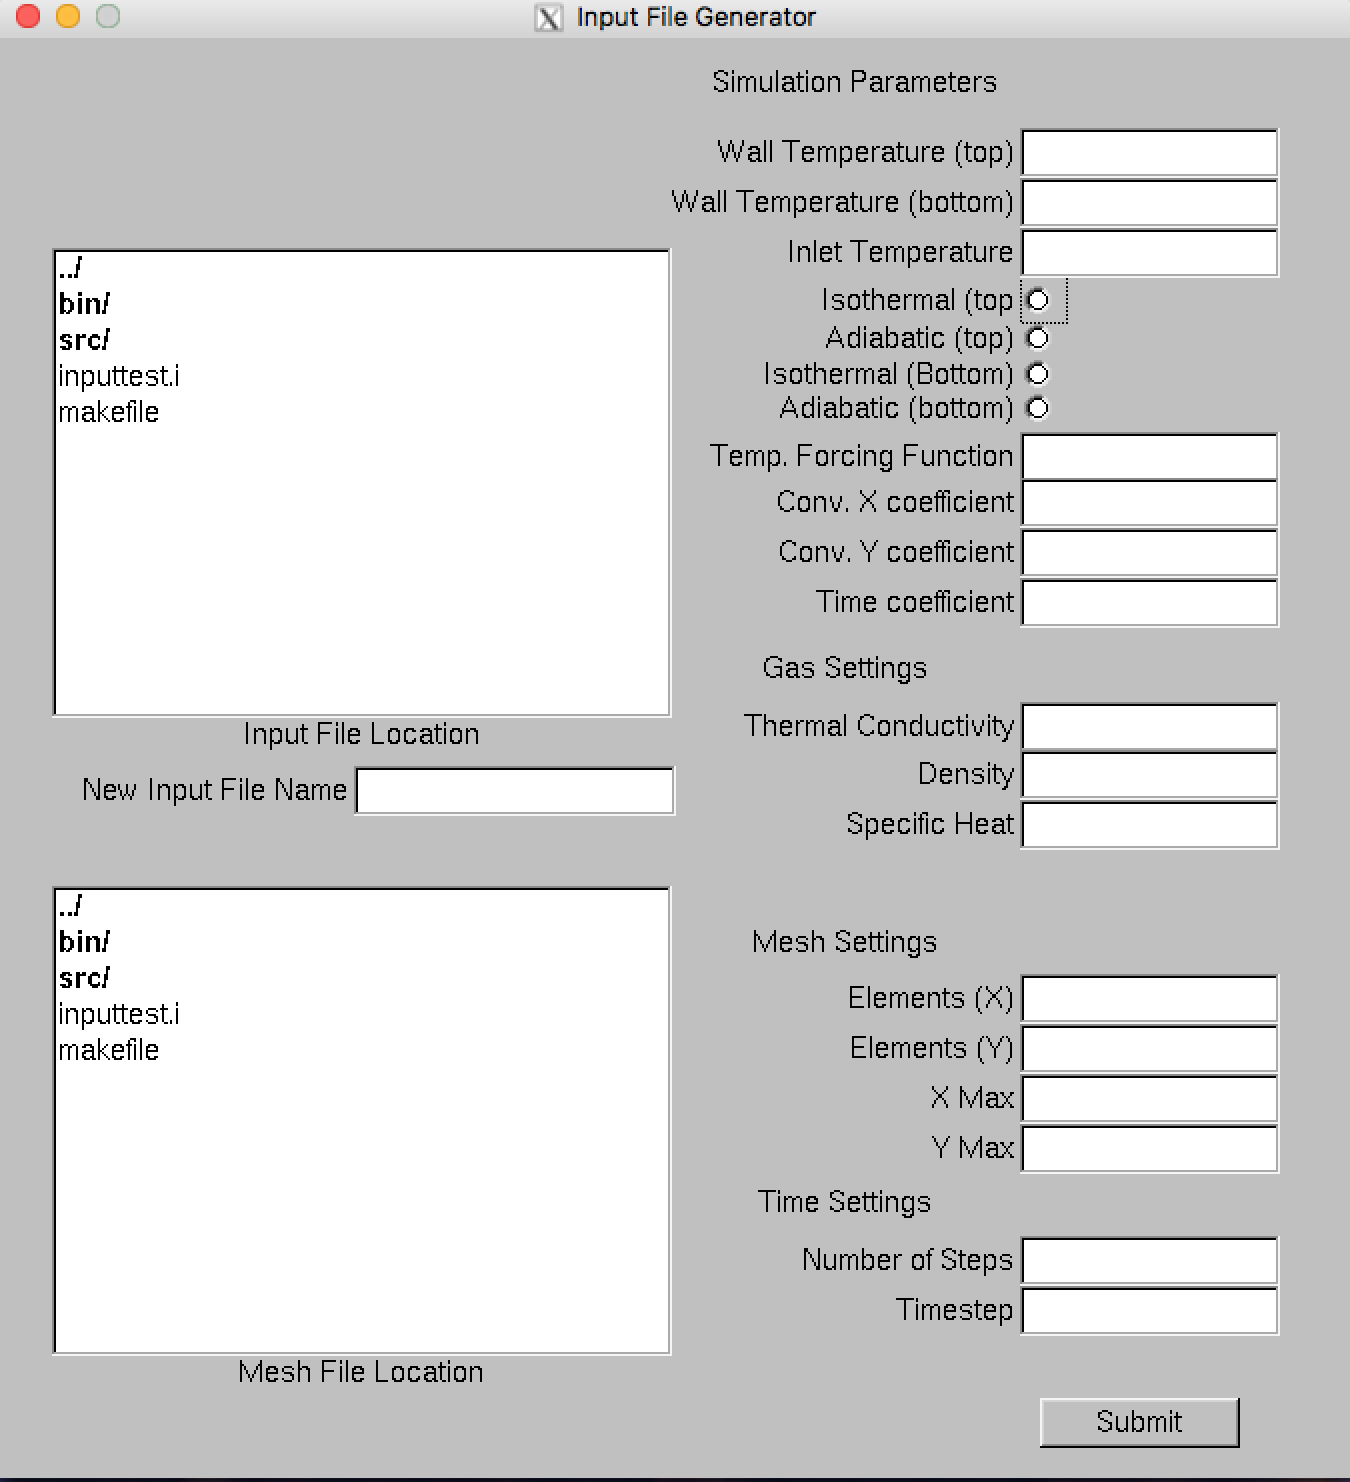 Input File Generator
Simulation Parameters
Wall Temperature (top)
Wall Temperature (bottom)
Inlet Temperature
Isothermal (top
Adiabatic (top)
Isothermal (Bottom)
Adiabatic (bottom)
Temp. Forcing Function
Conv. X coefficient
Conv. Y coefficient
Time coefficient
../
bin/
src/
inputtest.i
makefile
Input File Location
New Input File Name
Gas Settings
Thermal Conductivity
Density
Specific Heat
../
bin/
src/
inputtest.i
makefile
Mesh File Location
Mesh Settings
Elements (X)
Elements (Y)
X Max
Y Max
Time Settings
Number of Steps
Timestep
Submit